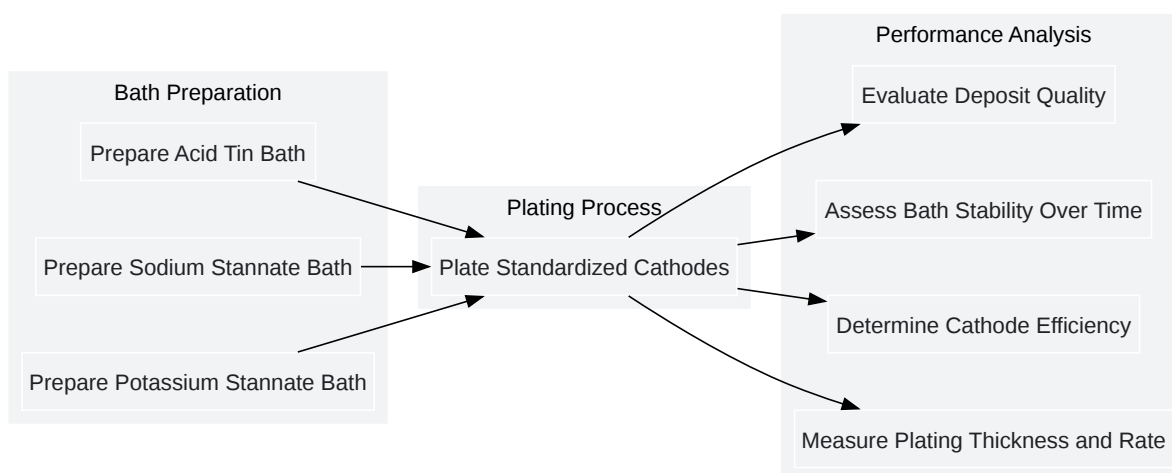 Bath Preparation
Prepare Acid Tin Bath
Prepare Sodium Stannate Bath
Prepare Potassium Stannate Bath
Plating Process
Plate Standardized Cathodes
Performance Analysis
Evaluate Deposit Quality
Assess Bath Stability Over Time
Determine Cathode Efficiency
Measure Plating Thickness and Rate